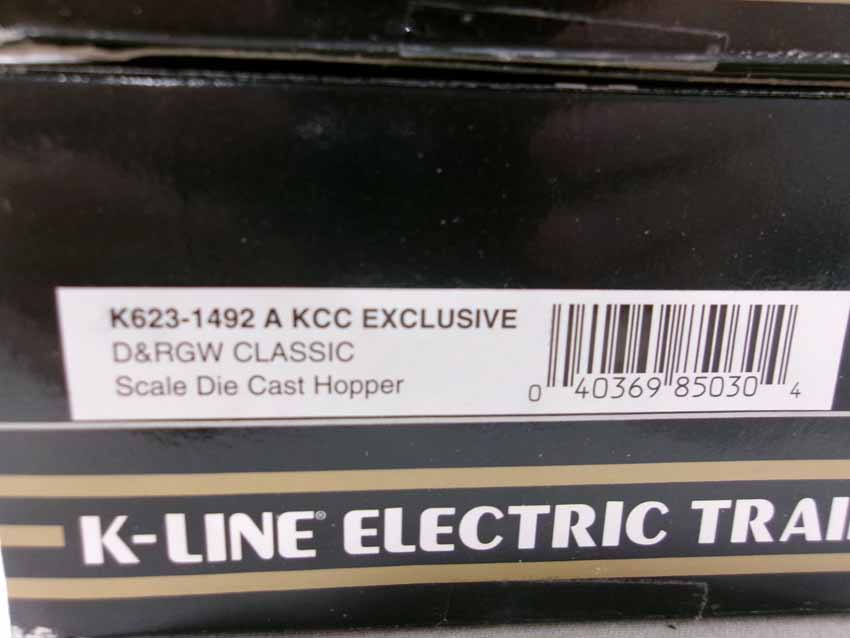 K623-1492 A KCC EXCLUSIVE
D&RGW CLASSIC
Scale Die Cast Hopper
0 40369 85030 4
K-LINE® ELECTRIC TRAI